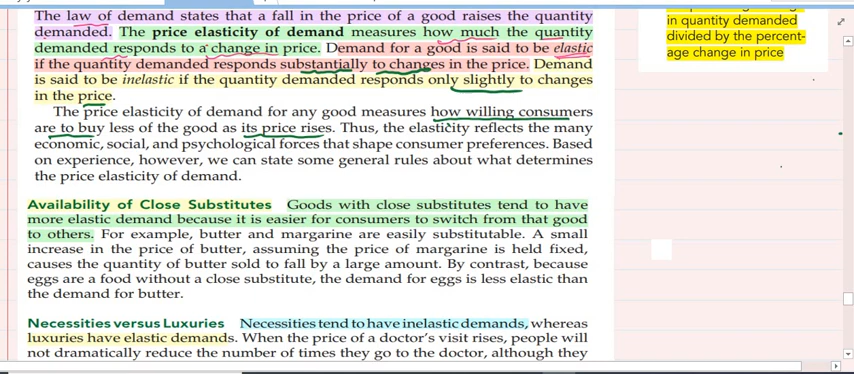 The law of demand states that a fall in the price of a good raises the quantity
demanded. The price elasticity of demand measures how much the quantity
demanded responds to a change in price. Demand for a good is said to be elastic
if the quantity demanded responds substantially to changes in the price. Demand
is said to be inelastic if the quantity demanded responds only slightly to changes
in the price.
The price elasticity of demand for any good measures how willing consumers
are to buy less of the good as its price rises. Thus, the elasticity reflects the many
economic, social, and psychological forces that shape consumer preferences. Based
on experience, however, we can state some general rules about what determines
the price elasticity of demand.
Availability of Close Substitutes Goods with close substitutes tend to have
more elastic demand because it is easier for consumers to switch from that good
to others. For example, butter and margarine are easily substitutable. A small
increase in the price of butter, assuming the price of margarine is held fixed,
causes the quantity of butter sold to fall by a large amount. By contrast, because
eggs are a food without a close substitute, the demand for eggs is less elastic than
the demand for butter.
Necessities versus Luxuries Necessities tend to have inelastic demands, whereas
luxuries have elastic demands. When the price of a doctor's visit rises, people will
not dramatically reduce the number of times they go to the doctor, although they
in quantity demanded
divided by the percent-
age change in price